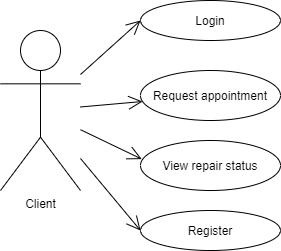 Login
Request appointment
View repair status
Client
Register